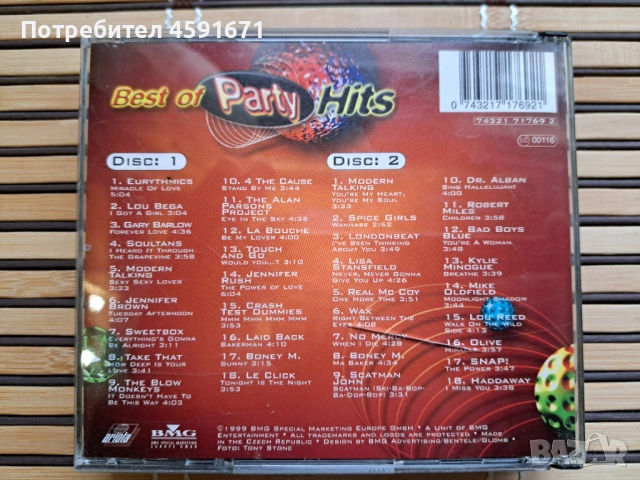 Потребител 4591671
Best of Party Hits
0 743217 176921
74321 71769 2
LC 00116
Disc: 1
1. Eurythmics
Miracle Of Love
5:04
2. Lou Bega
I Got A Girl 3:04
3. Gary Barlow
Forever Love 4:36
4. Soultans
I Heard It Through
The Grapevine 3:58
5. Modern
Talking
Sexy Sexy Lover
3:33
6. Jennifer
Brown
Tuesday Afternoon
4:07
7. Sweetbox
Everything's Gonna
Be Alright 3:11
8. Take That
How Deep Is Your
Love 3:41
9. The Blow
Monkeys
It Doesn't Have To
Be This Way 4:03
10. 4 The Cause
Stand By Me 3:44
11. The Alan
Parsons
Project
Eye In The Sky 4:36
12. La Bouche
Be My Lover 4:00
13. Touch
and Go
Would You...? 3:10
14. Jennifer
Rush
The Power Of Love
6:04
15. Crash
Test Dummies
Mmm Mmm Mmm Mmm
3:53
16. Laid Back
Bakerman 4:10
17. Boney M.
Sunny 3:15
18. Le Click
Tonight Is The Night
3:53
Disc: 2
1. Modern
Talking
You're My Heart,
You're My Soul
3:23
2. Spice Girls
Wannabe 2:52
3. Londonbeat
I've Been Thinking
About You 3:49
4. Lisa
Stansfield
Never, Never Gonna
Give You Up 4:26
5. Real McCoy
One More Time 3:51
6. Wax
Right Between The
Eyes 4:08
7. No Mercy
When I Die 4:28
8. Boney M.
Ma Baker 4:34
9. Scatman
John
Scatman (Ski-Ba-Bop-
Ba-Dop-Bop) 3:31
10. Dr. Alban
Sing Hallelujah!
4:00
11. Robert
Miles
Children 3:58
12. Bad Boys
Blue
You're A Woman
3:48
13. Kylie
Minogue
Breathe 3:39
14. Mike
Oldfield
Moonlight Shadow
3:44
15. Lou Reed
Walk On The Wild
Side 4:13
16. Olive
3:57
17. SNAP!
The Power 3:47
18. Haddaway
I Miss You 3:38
ariola
BMG
BMG SPECIAL MARKETING
EUROPE GMBH
©1999 BMG Special Marketing Europe GmbH • A Unit of BMG
Entertainment • All trademarks and logos are protected • Made
in the Czech Republic • Design by BMG Advertising/Bentele/Glomb •
Foto: Tony Stone
BAZAR